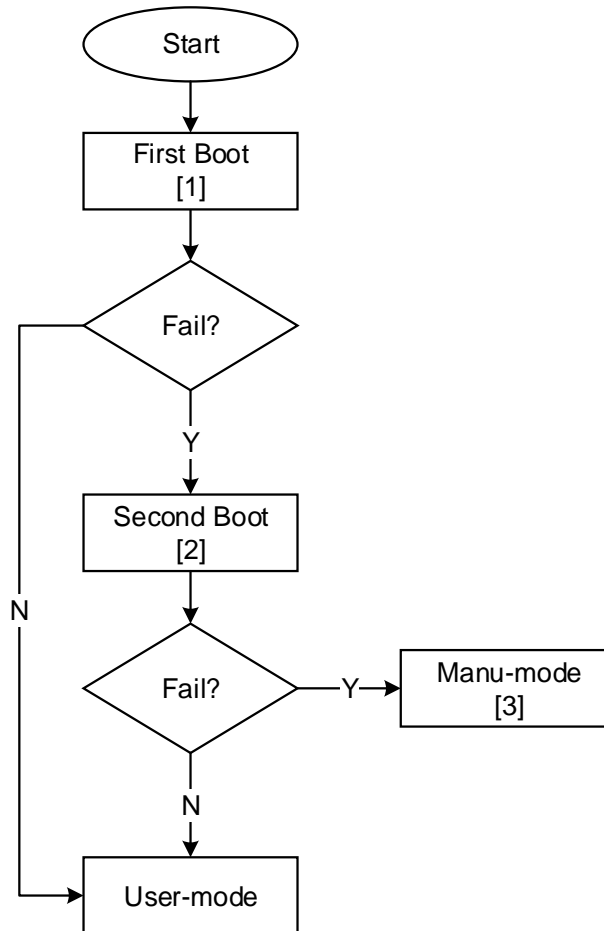 Start
First Boot
[1]
Fail?
Y
Second Boot
[2]
N
Fail?
Y
Manu-mode
[3]
N
User-mode